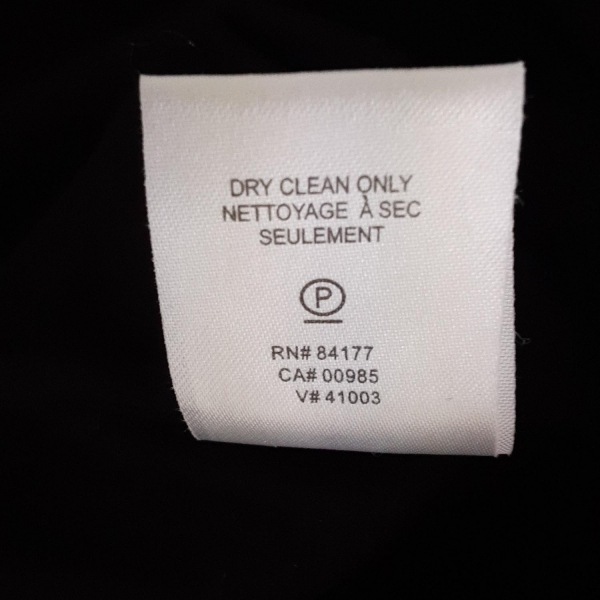 DRY CLEAN ONLY
NETTOYAGE À SEC
SEULEMENT
P
RN# 84177
CA# 00985
V# 41003